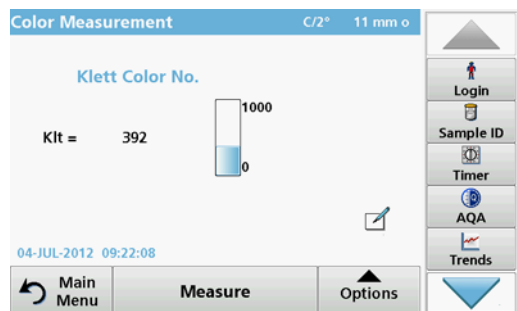 Color Measurement C/2° 11 mm o
Klett Color No.
1000
Klt = 392
0
04-JUL-2012 09:22:08
Main Menu
Measure
Options
Login
Sample ID
Timer
AQA
Trends